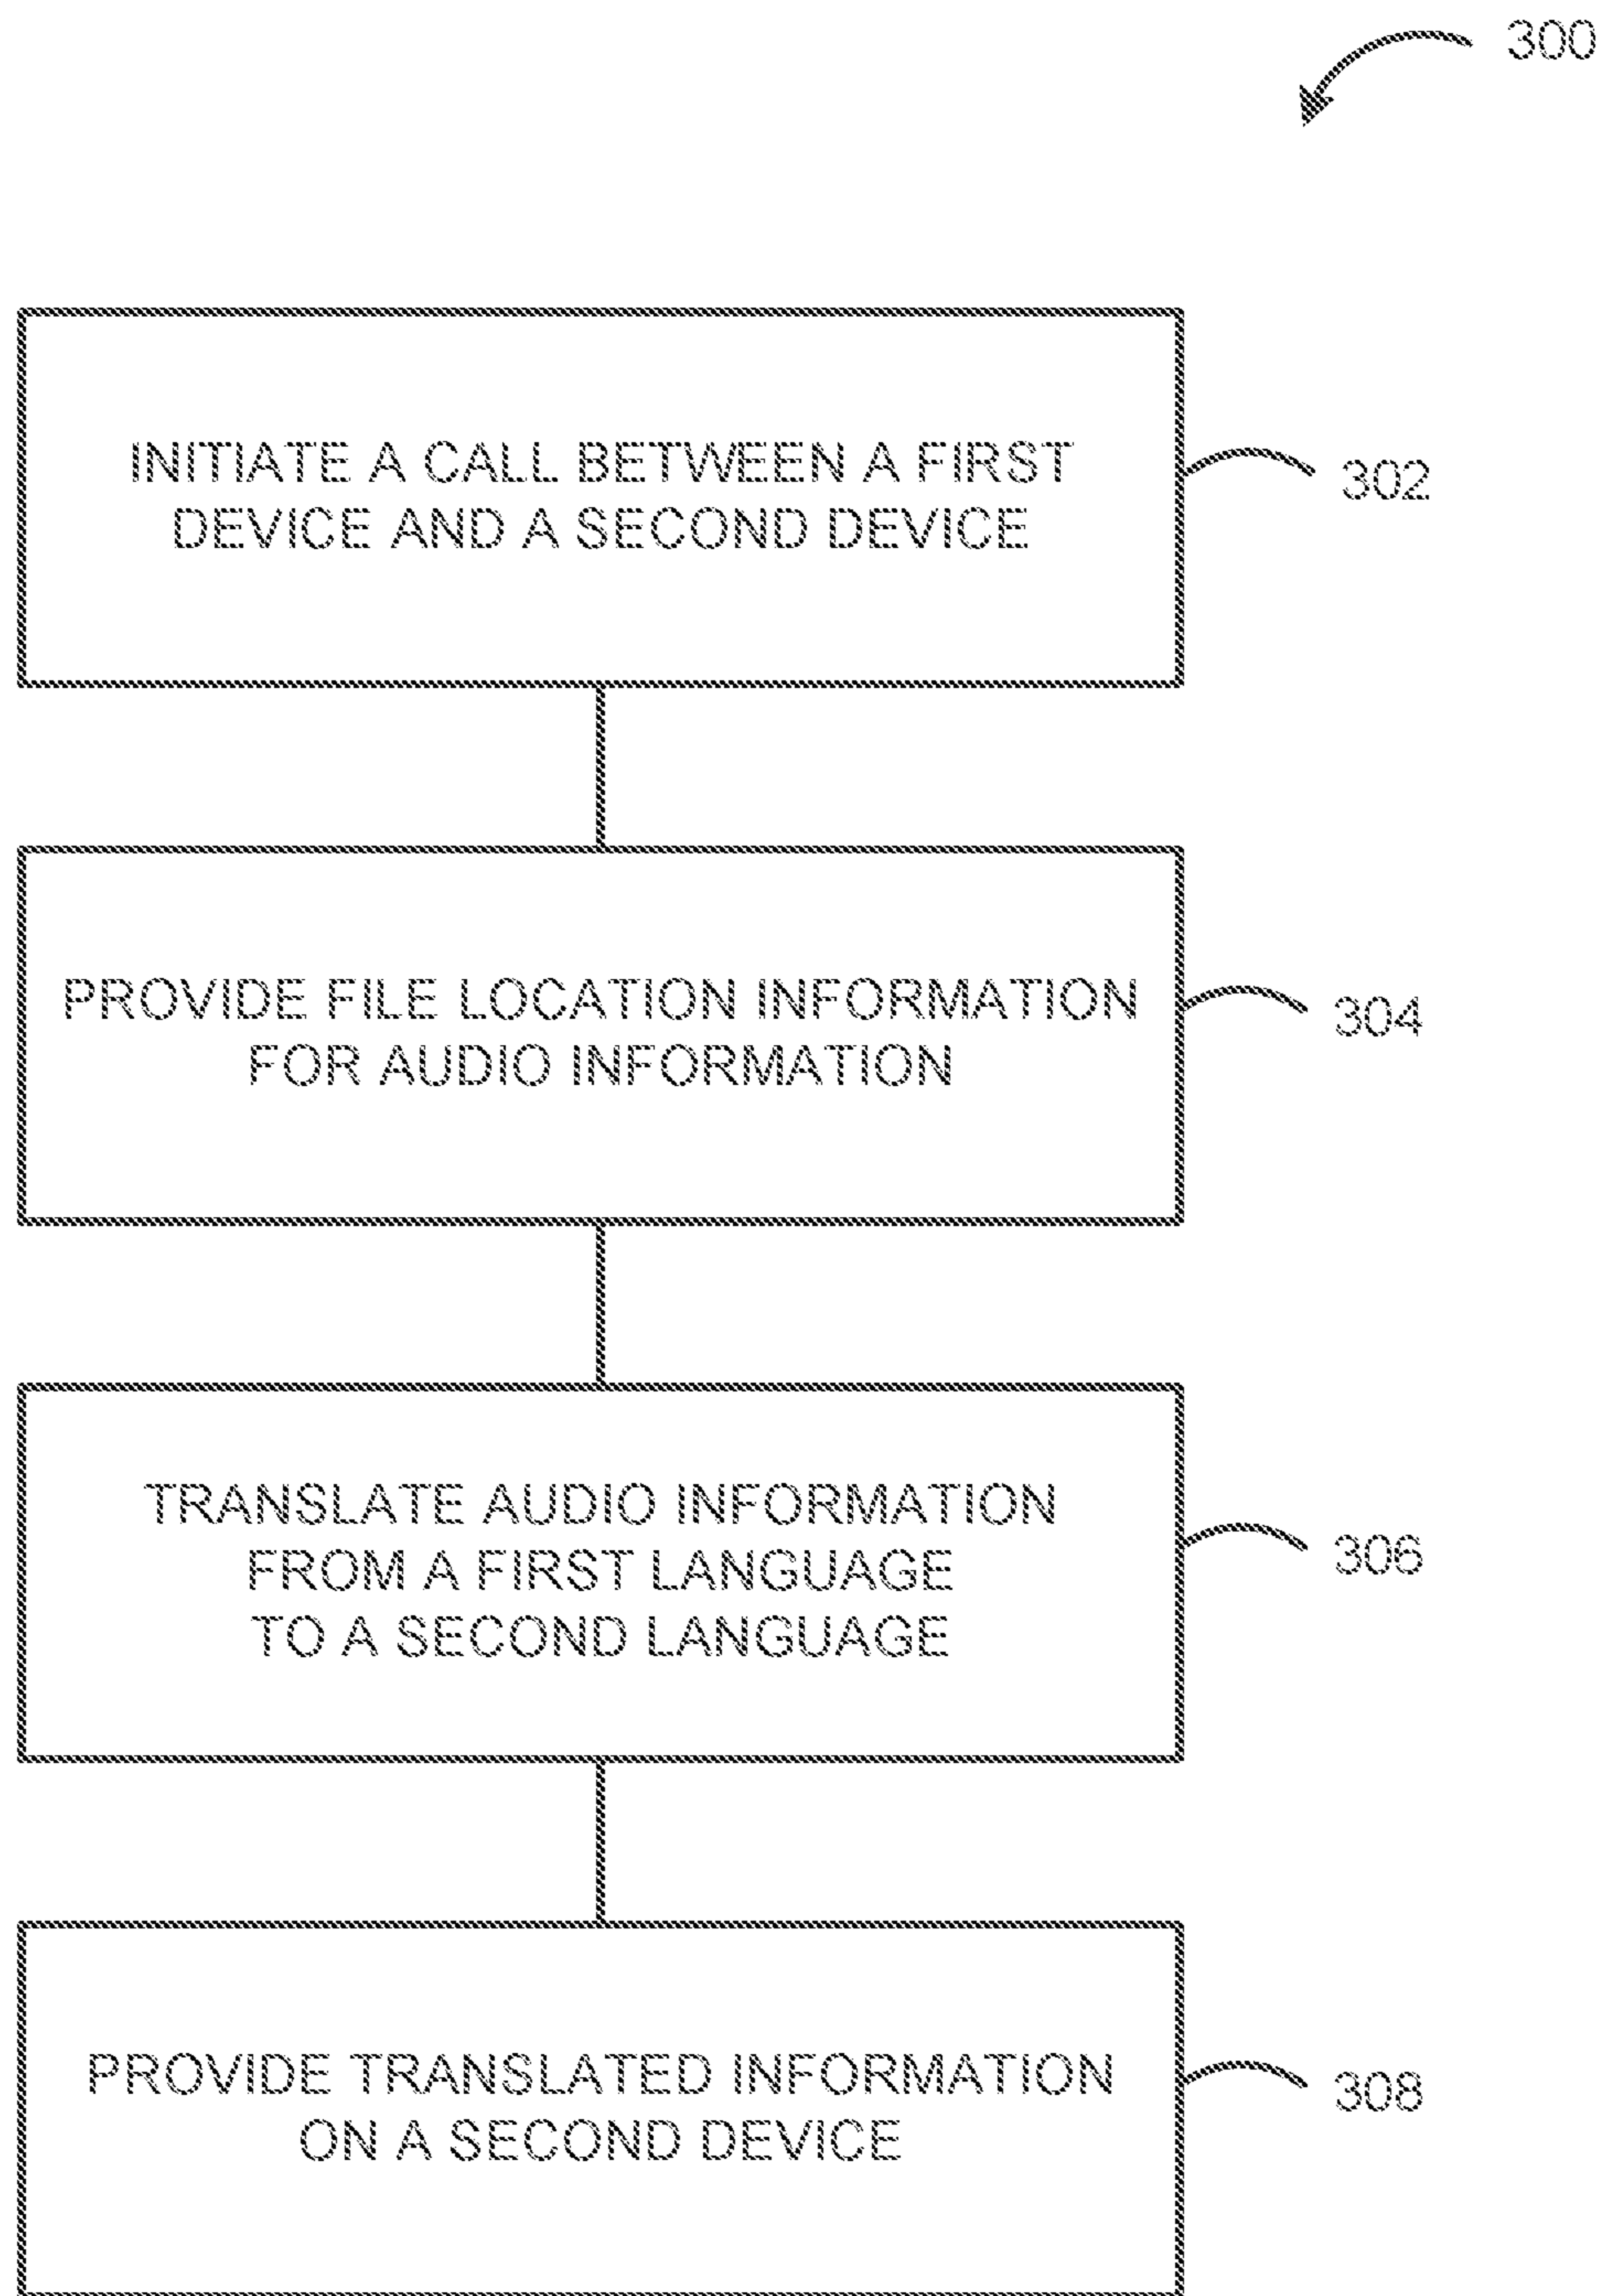 300
INITIATE A CALL BETWEEN A FIRST
DEVICE AND A SECOND DEVICE
302
PROVIDE FILE LOCATION INFORMATION
FOR AUDIO INFORMATION
304
TRANSLATE AUDIO INFORMATION
FROM A FIRST LANGUAGE
TO A SECOND LANGUAGE
306
PROVIDE TRANSLATED INFORMATION
ON A SECOND DEVICE
308